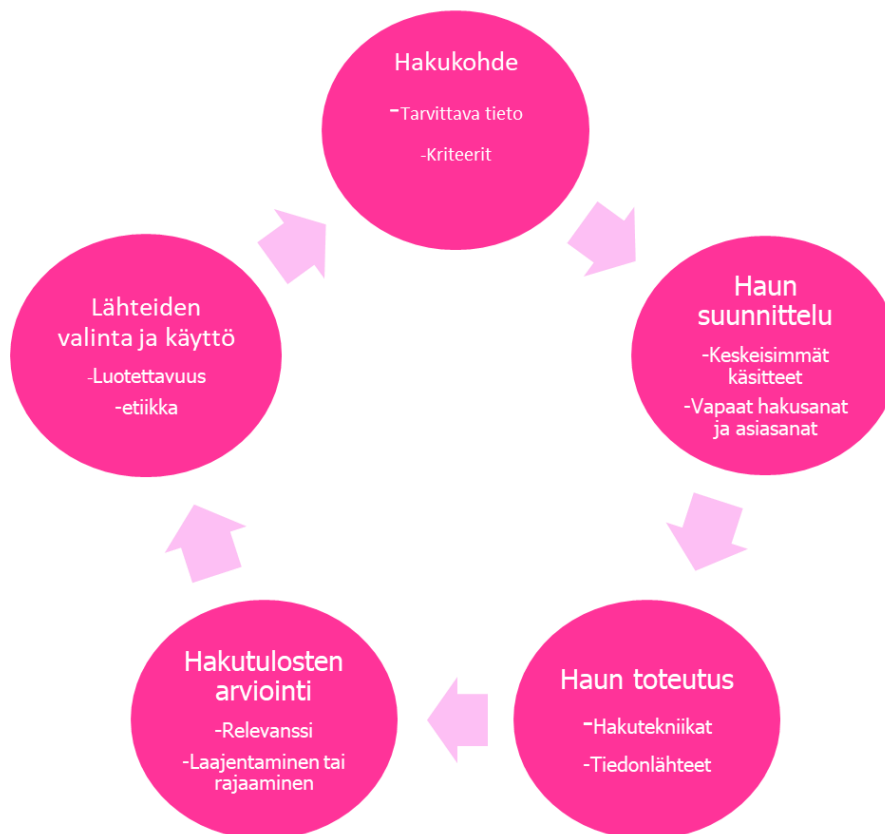 Hakukohde
-Tarvittava tieto
-Kriteerit
Haun
suunnittelu
-Keskeisimmät
käsitteet
-Vapaat hakusanat
ja asiasanat
Haun toteutus
-Hakutekniikat
-Tiedonlähteet
Hakutulosten
arviointi
-Relevanssi
-Laajentaminen tai
rajaaminen
Lähteiden
valinta ja käyttö
-Luotettavuus
-etiikka